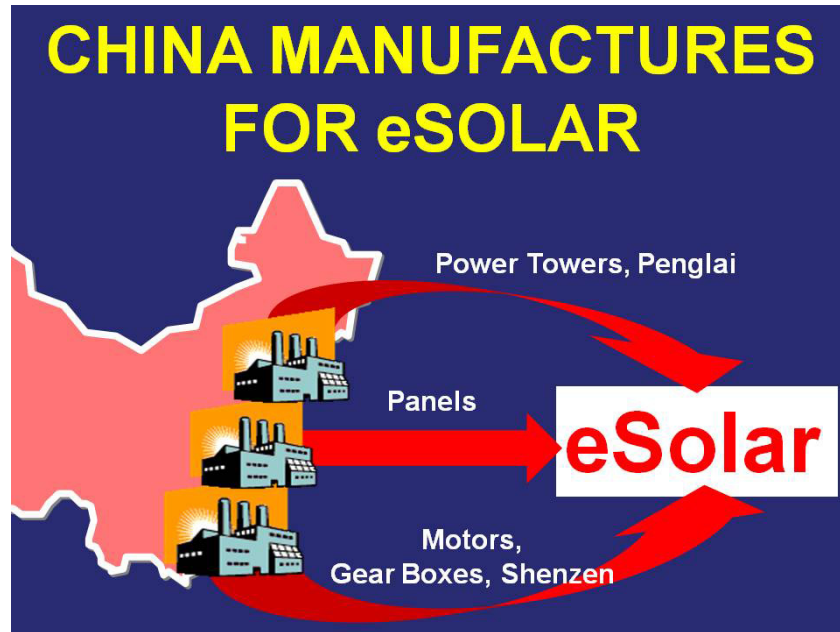 CHINA MANUFACTURES
FOR eSOLAR
Power Towers, Penglai
Panels
eSolar
Motors,
Gear Boxes, Shenzen